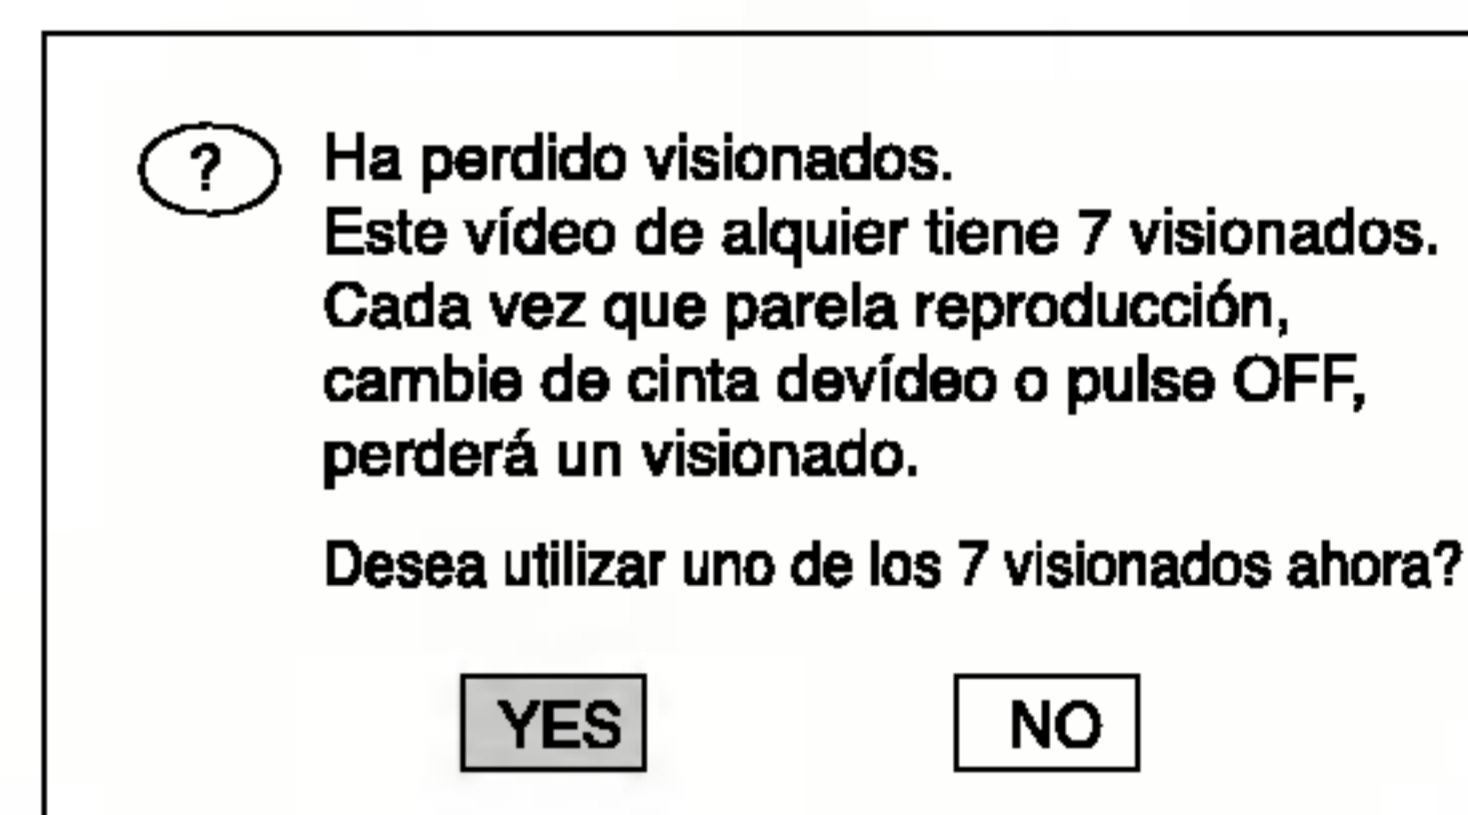 ?
Ha perdido visionados.
Este vídeo de alquier tiene 7 visionados.
Cada vez que parela reproducción,
cambie de cinta devídeo o pulse OFF,
perderá un visionado.
Desea utilizar uno de los 7 visionados ahora?
YES NO